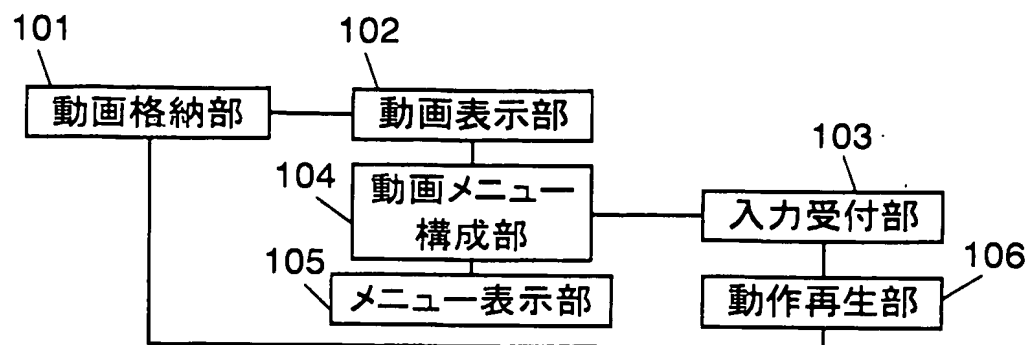 101
102
動画格納部
動画表示部
103
104
動画メニュー
構成部
入力受付部
105
メニュー表示部
106
動作再生部